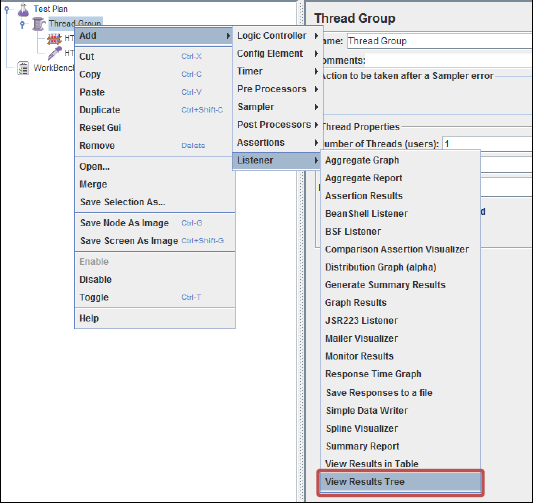 Test Plan
Thread Group
HT
HT
WorkBench
Add
Cut Ctrl-X
Copy Ctrl-C
Paste Ctrl-V
Duplicate Ctrl+Shift-C
Reset Gui
Remove Delete
Open...
Merge
Save Selection As...
Save Node As Image Ctrl-G
Save Screen As Image Ctrl+Shift-G
Enable
Disable
Toggle Ctrl-T
Help
Logic Controller
Config Element
Timer
Pre Processors
Sampler
Post Processors
Assertions
Listener
Aggregate Graph
Aggregate Report
Assertion Results
BeanShell Listener
BSF Listener
Comparison Assertion Visualizer
Distribution Graph (alpha)
Generate Summary Results
Graph Results
JSR223 Listener
Mailer Visualizer
Monitor Results
Response Time Graph
Save Responses to a file
Simple Data Writer
Spline Visualizer
Summary Report
View Results in Table
View Results Tree
Thread Group
ame: Thread Group
omments:
Action to be taken after a Sampler error
Thread Properties
Number of Threads (users): 1
d